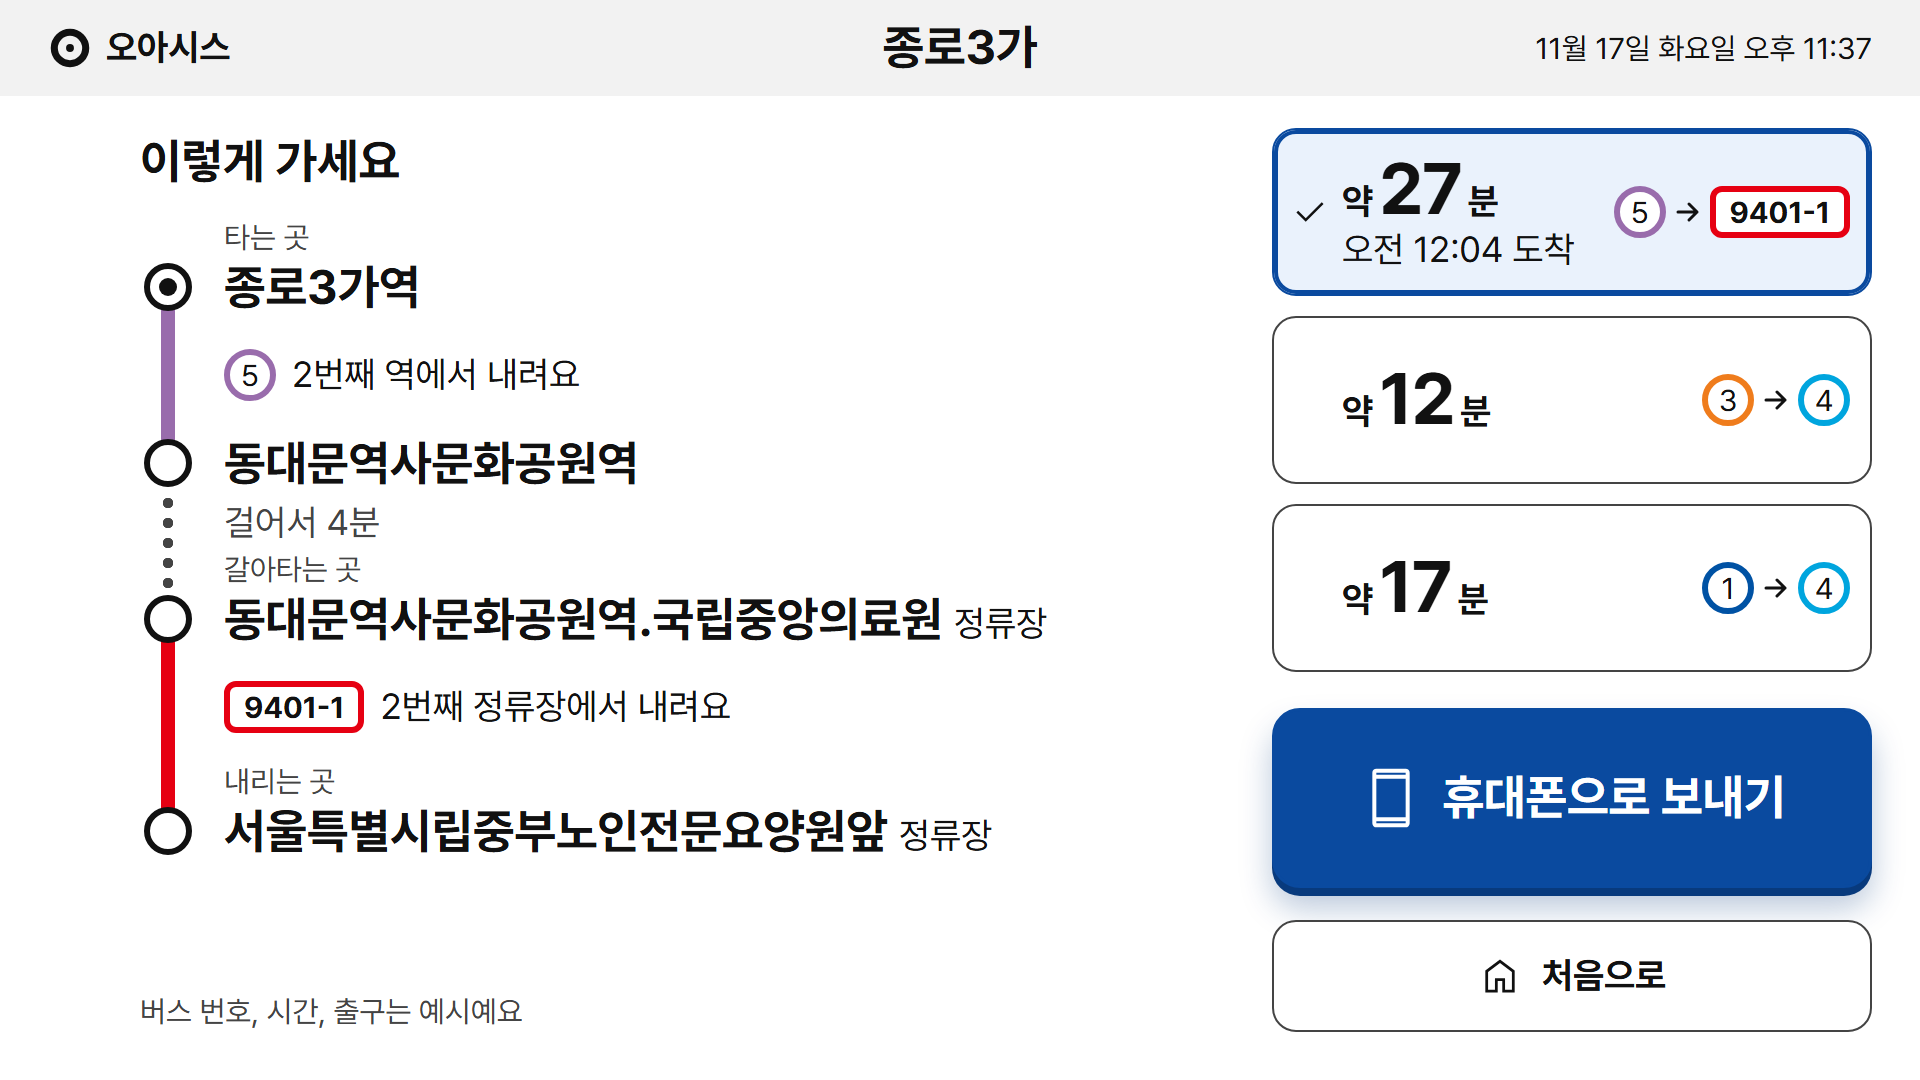 오아시스
종로3가
11월 17일 화요일 오후 11:37
이렇게 가세요
타는 곳
종로3가역
5 2번째 역에서 내려요
동대문역사문화공원역
걸어서 4분
갈아타는 곳
동대문역사문화공원역.국립중앙의료원 정류장
9401-1 2번째 정류장에서 내려요
내리는 곳
서울특별시립중부노인전문요양원앞 정류장
버스 번호, 시간, 출구는 예시예요
약 27 분
오전 12:04 도착
5 → 9401-1
약 12 분
3 → 4
약 17 분
1 → 4
휴대폰으로 보내기
처음으로